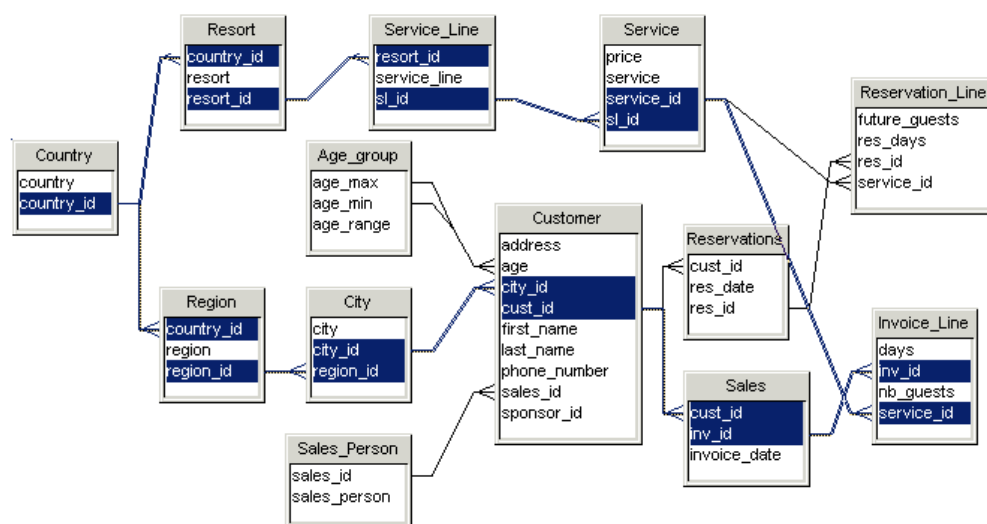 Resort
country_id
resort
resort_id
Service_Line
resort_id
service_line
sl_id
Service
price
service
service_id
sl_id
Reservation_Line
future_guests
res_days
res_id
service_id
Country
country
country_id
Age_group
age_max
age_min
age_range
Customer
address
age
city_id
cust_id
first_name
last_name
phone_number
sales_id
sponsor_id
Reservations
cust_id
res_date
res_id
Region
country_id
region
region_id
City
city
city_id
region_id
Invoice_Line
days
inv_id
nb_guests
service_id
Sales
cust_id
inv_id
invoice_date
Sales_Person
sales_id
sales_person